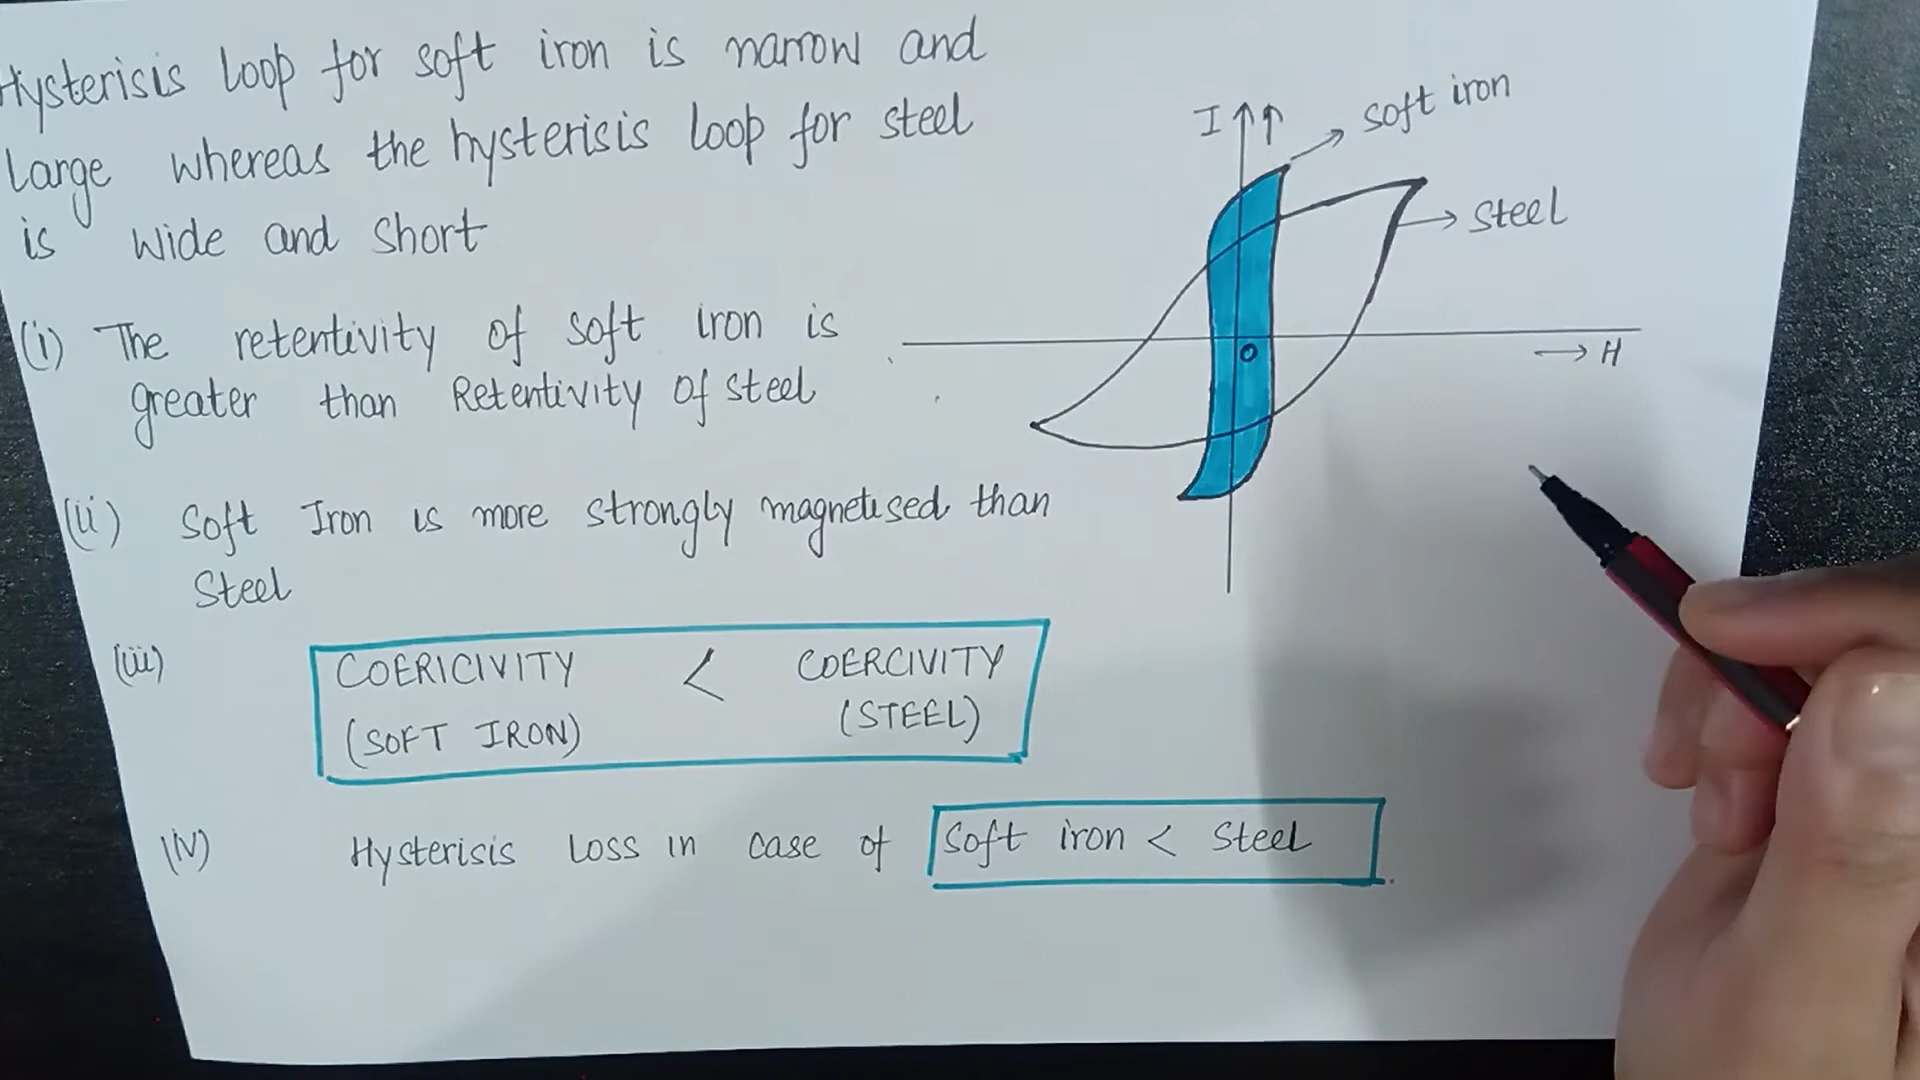 Hysterisis loop for soft iron is narrow and
large whereas the hysterisis loop for steel
is wide and short
(i) The retentivity of soft iron is
greater than Retentivity of steel
(ii) Soft Iron is more strongly magnetised than
Steel
(iii) COERICIVITY < COERCIVITY
(SOFT IRON) (STEEL)
(iv) Hysterisis Loss in case of Soft iron < Steel
I
soft iron
steel
O
H